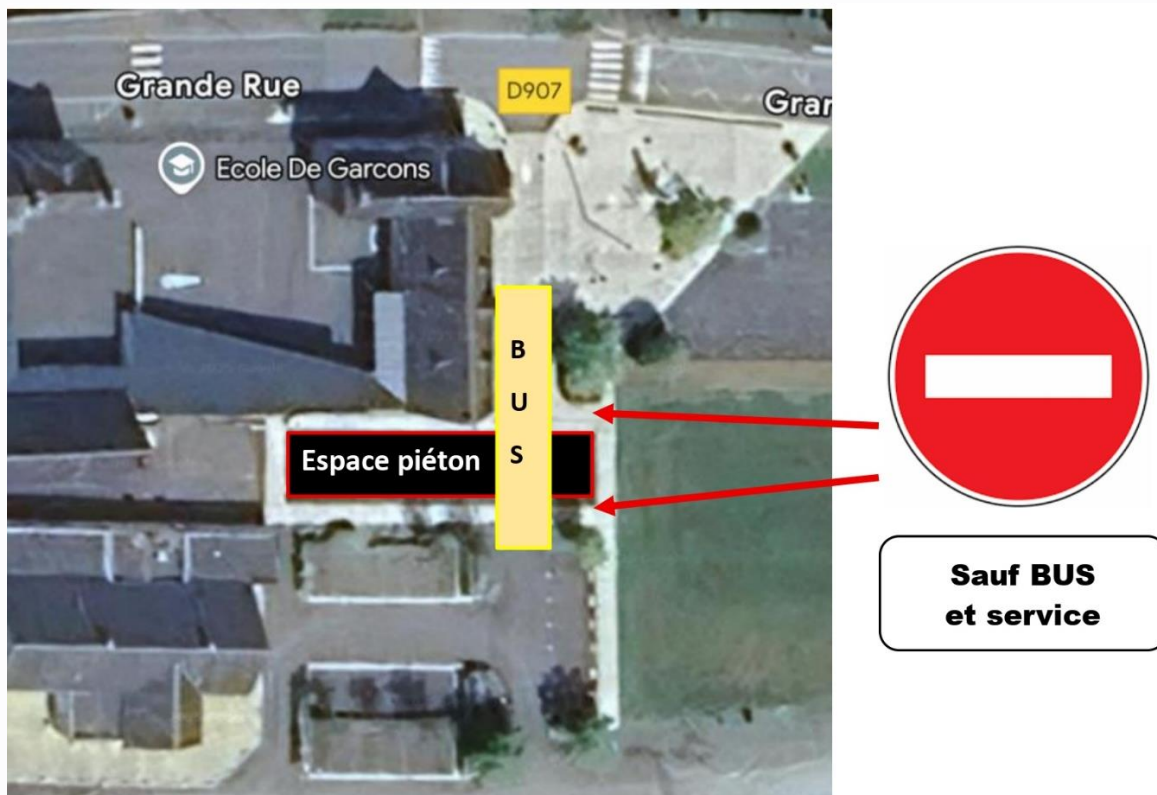 Grande Rue
D907
Gran
Ecole De Garcons
B
U
S
Espace piéton
Sauf BUS
et service